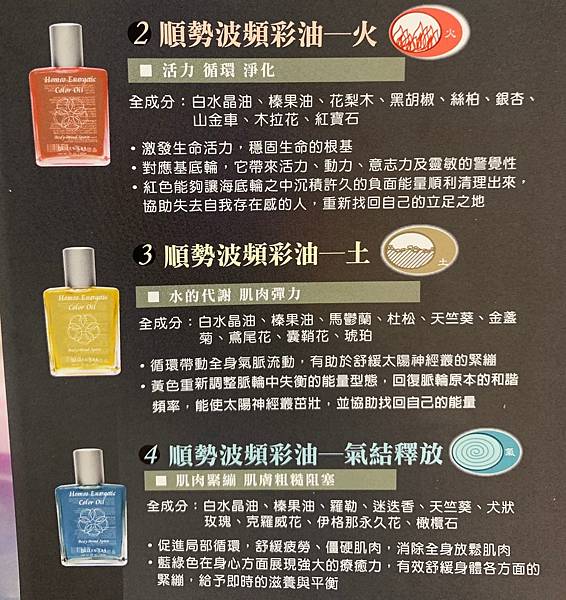 2 順勢波頻彩油—火
火
■ 活力 循環 淨化
全成分：白水晶油、榛果油、花梨木、黑胡椒、絲柏、銀杏、
山金車、木拉花、紅寶石
• 激發生命活力，穩固生命的根基
• 對應基底輪，它帶來活力、動力、意志力及靈敏的警覺性
• 紅色能夠讓海底輪之中沉積許久的負面能量順利清理出來，
協助失去自我存在感的人，重新找回自己的立足之地
Homeo-Energetic
Color Oil
Body·Mind·Spirit
3 順勢波頻彩油—土
土
■ 水的代謝 肌肉彈力
全成分：白水晶油、榛果油、馬鬱蘭、杜松、天竺葵、金盞
菊、鳶尾花、囊鞘花、琥珀
• 循環帶動全身氣脈流動，有助於舒緩太陽神經叢的緊繃
• 黃色重新調整臍輪中失衡的能量型態，回復臍輪原本的和諧
頻率，能使太陽神經叢茁壯，並協助找回自己的能量
Homeo-Energetic
Color Oil
Body·Mind·Spirit
4 順勢波頻彩油—氣結釋放
氣
■ 肌肉緊繃 肌膚粗糙阻塞
全成分：白水晶油、榛果油、羅勒、迷迭香、天竺葵、犬狀
玫瑰、克羅威花、伊格那永久花、橄欖石
• 促進局部循環，舒緩疲勞、僵硬肌肉，消除全身放鬆肌肉
• 藍綠色在身心方面展現強大的療癒力，有效舒緩身體各方面的
緊繃，給予即時的滋養與平衡
Homeo-Energetic
Color Oil
Body·Mind·Spirit